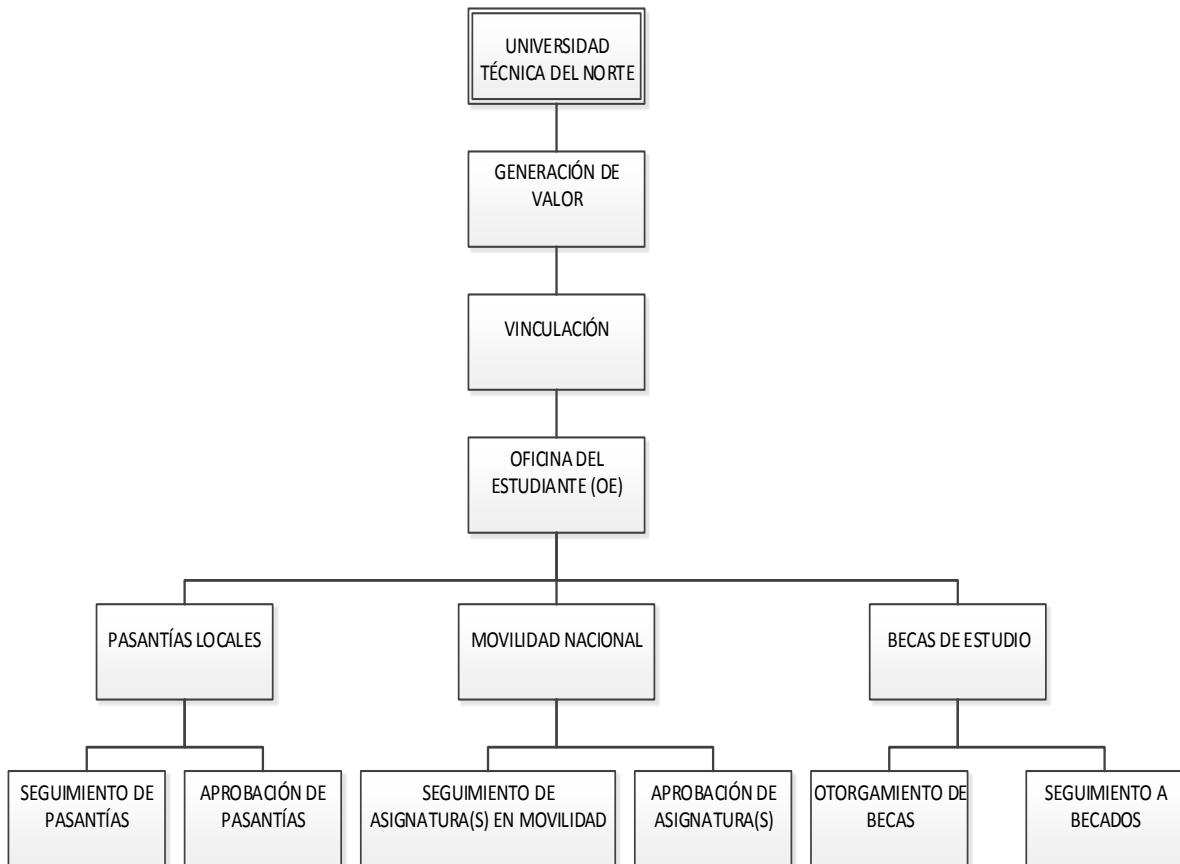 UNIVERSIDAD
TÉCNICA DEL NORTE
GENERACIÓN DE
VALOR
VINCULACIÓN
OFICINA DEL
ESTUDIANTE (OE)
PASANTÍAS LOCALES
MOVILIDAD NACIONAL
BECAS DE ESTUDIO
SEGUIMIENTO DE
PASANTÍAS
APROBACIÓN DE
PASANTÍAS
SEGUIMIENTO DE
ASIGNATURA(S) EN MOVILIDAD
APROBACIÓN DE
ASIGNATURA(S)
OTORGAMIENTO DE
BECAS
SEGUIMIENTO A
BECADOS